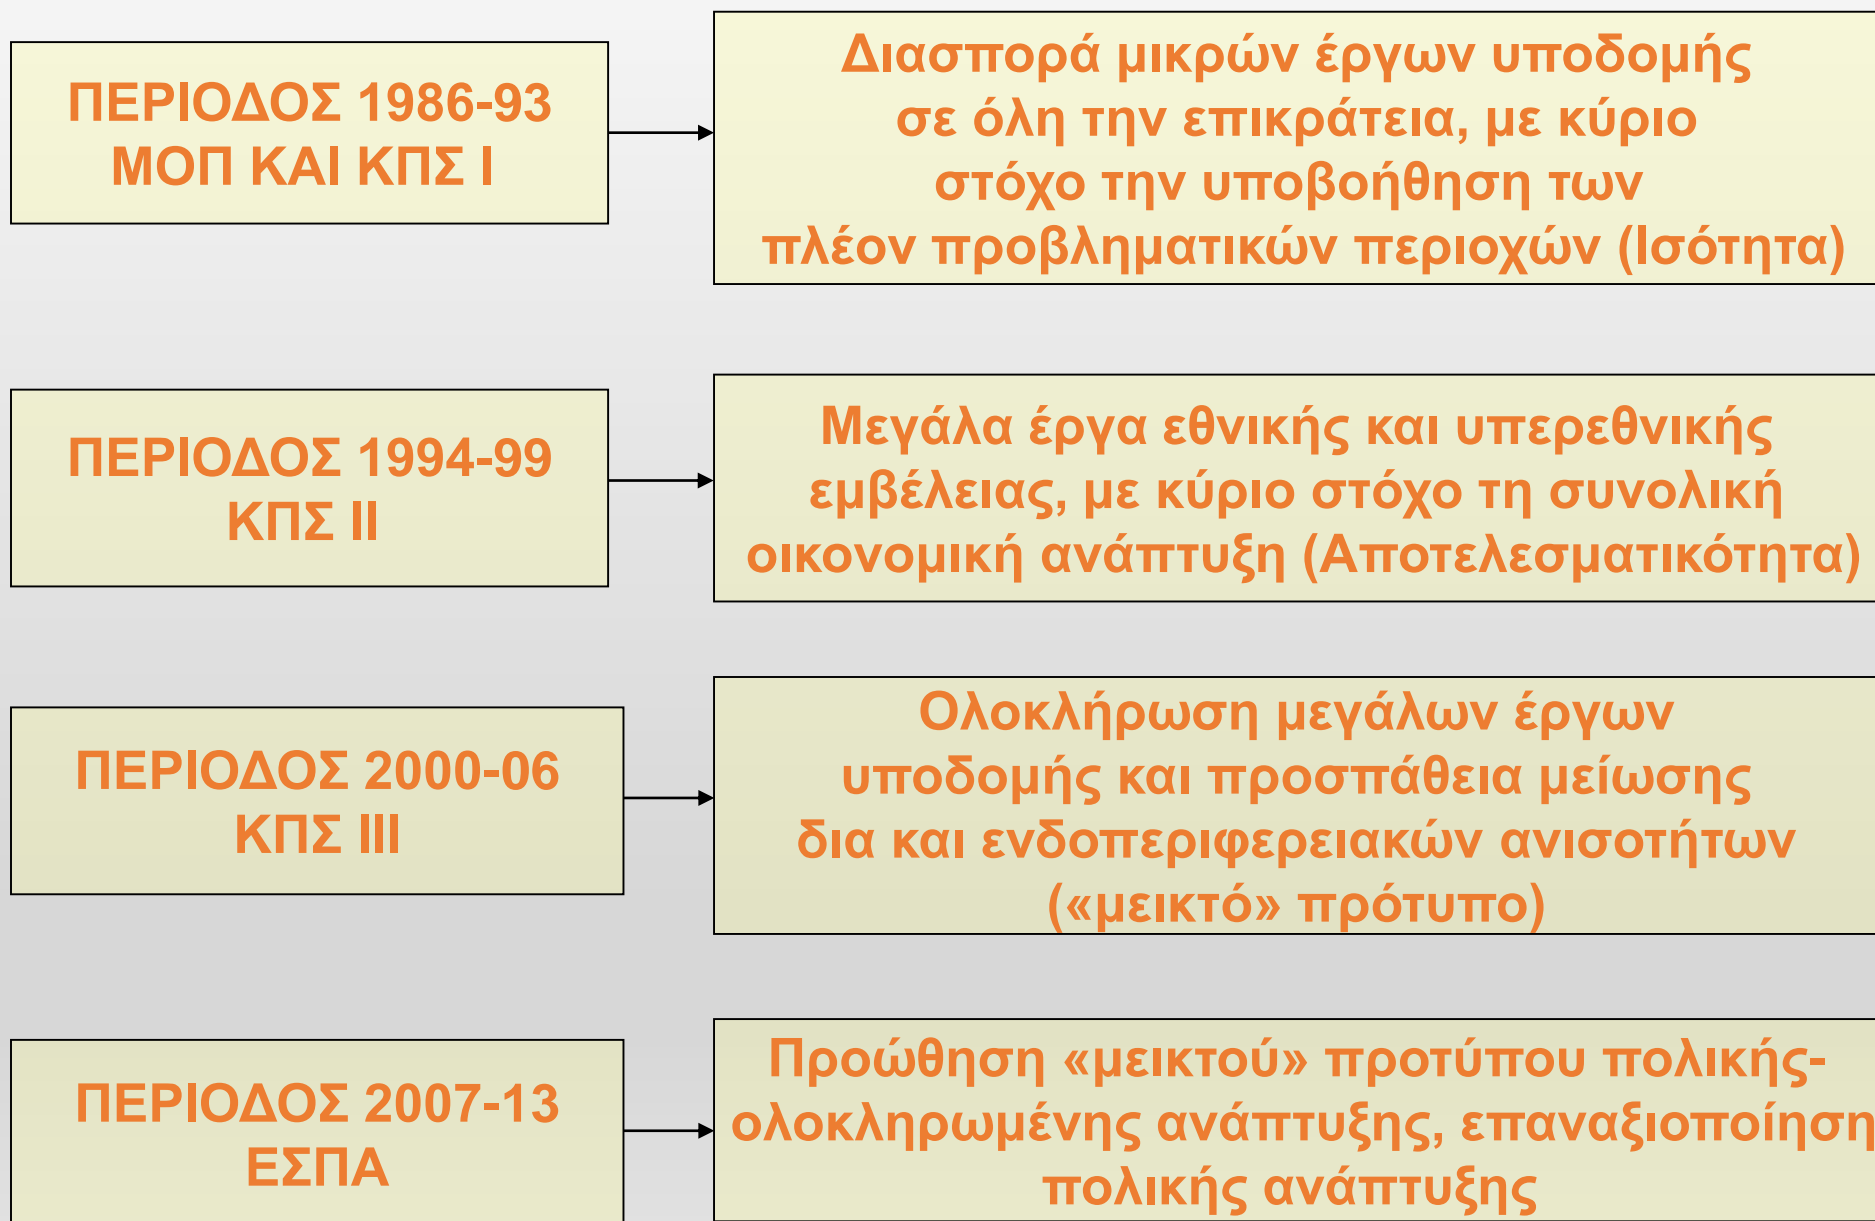 ΠΕΡΙΟΔΟΣ 1986-93
ΜΟΠ ΚΑΙ ΚΠΣ Ι
Διασπορά μικρών έργων υποδομής
σε όλη την επικράτεια, με κύριο
στόχο την υποβοήθηση των
πλέον προβληματικών περιοχών (Ισότητα)
ΠΕΡΙΟΔΟΣ 1994-99
ΚΠΣ ΙΙ
Μεγάλα έργα εθνικής και υπερεθνικής
εμβέλειας, με κύριο στόχο τη συνολική
οικονομική ανάπτυξη (Αποτελεσματικότητα)
ΠΕΡΙΟΔΟΣ 2000-06
ΚΠΣ ΙΙΙ
Ολοκλήρωση μεγάλων έργων
υποδομής και προσπάθεια μείωσης
δια και ενδοπεριφερειακών ανισοτήτων
(«μεικτό» πρότυπο)
ΠΕΡΙΟΔΟΣ 2007-13
ΕΣΠΑ
Προώθηση «μεικτού» προτύπου πολικής-
ολοκληρωμένης ανάπτυξης, επαναξιοποίηση
πολικής ανάπτυξης